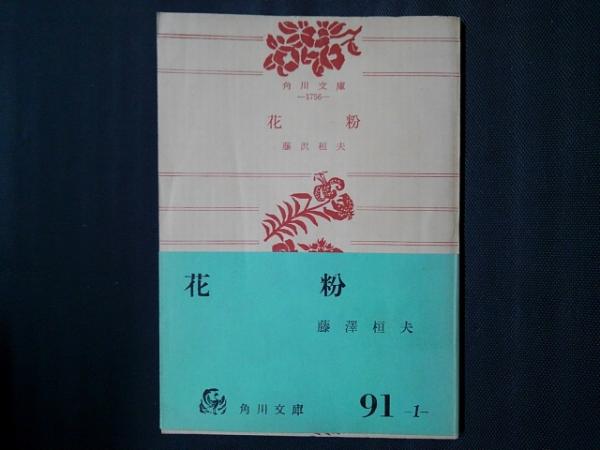 角川文庫
—1756—
花粉
藤沢桓夫
花粉
藤澤桓夫
角川文庫 91 -1-